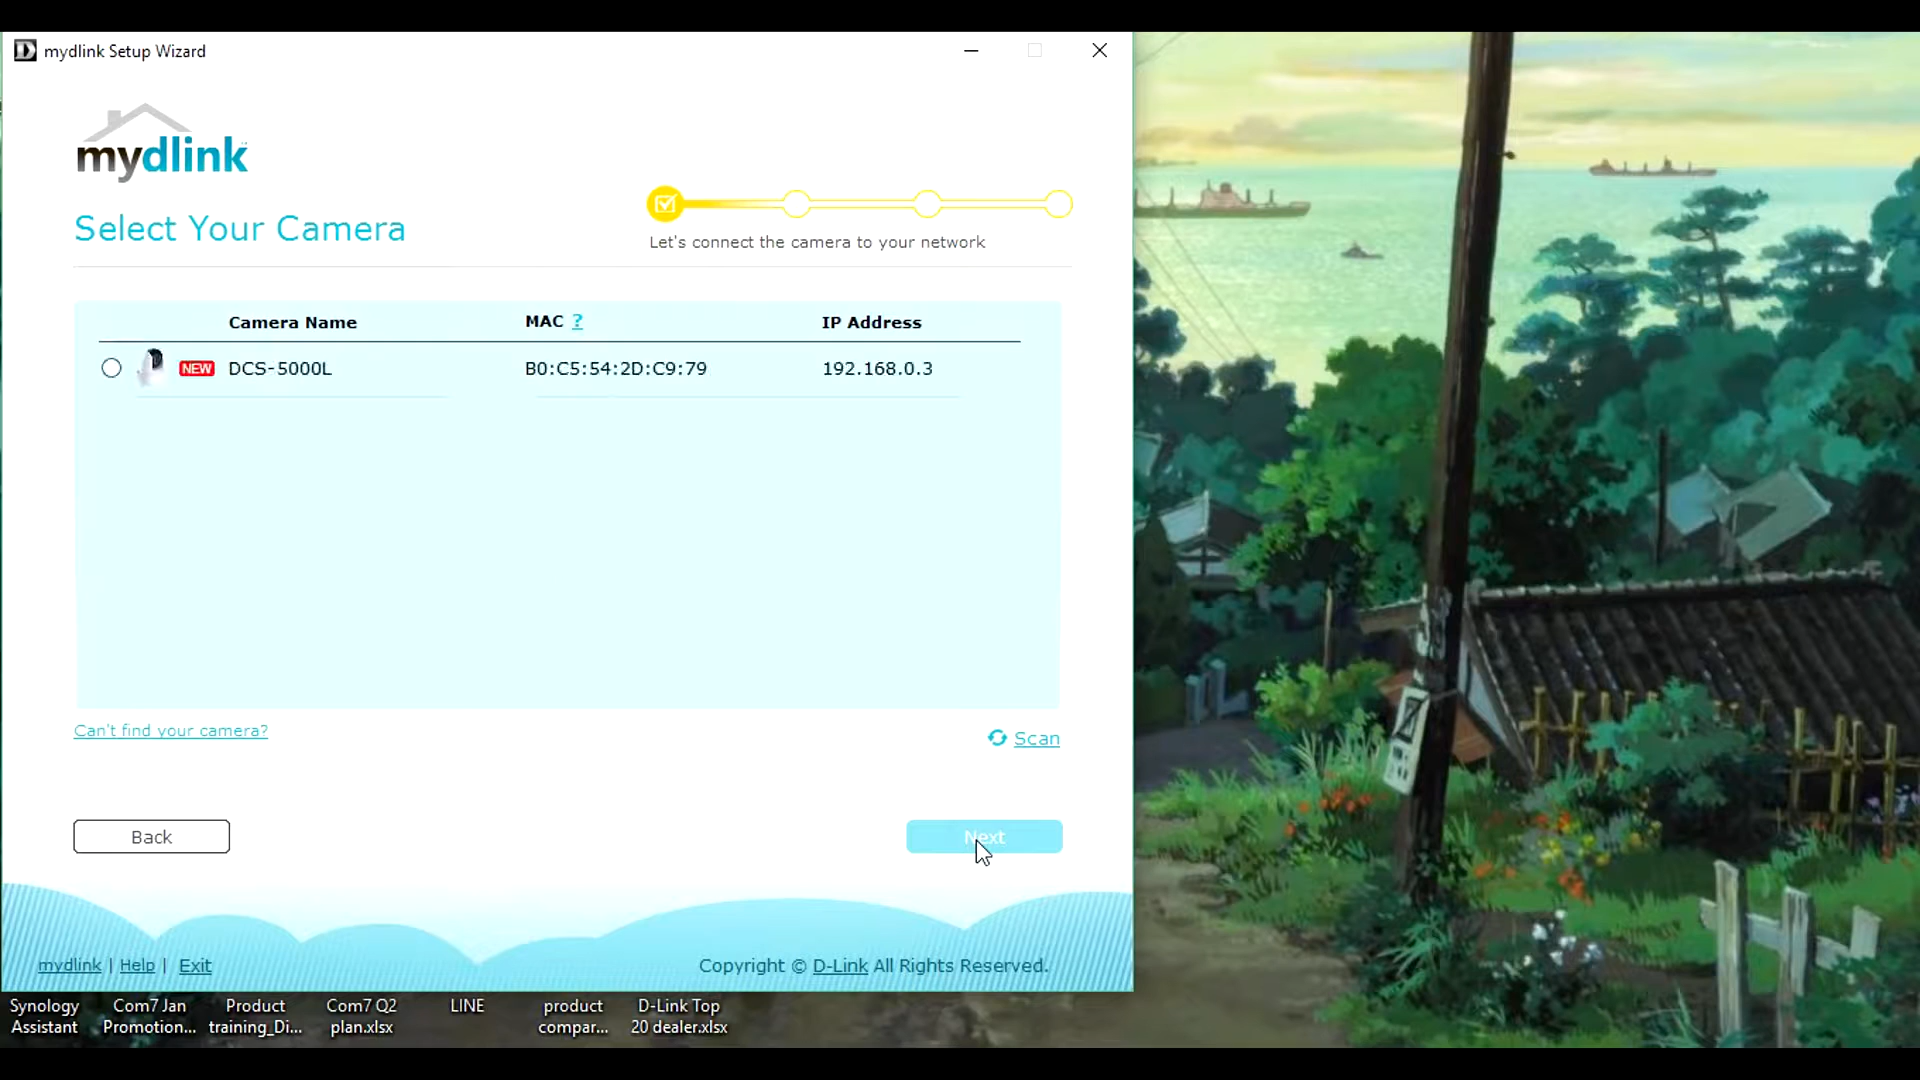 mydlink Setup Wizard
mydlink
Select Your Camera
Let's connect the camera to your network
Camera Name MAC ? IP Address
NEW DCS-5000L B0:C5:54:2D:C9:79 192.168.0.3
Can't find your camera?
Scan
Back Next
mydlink | Help | Exit
Copyright © D-Link All Rights Reserved.
Synology Assistant
Com7 Jan Promotion...
Product training_Di...
Com7 Q2 plan.xlsx
LINE
product compar...
D-Link Top 20 dealer.xlsx